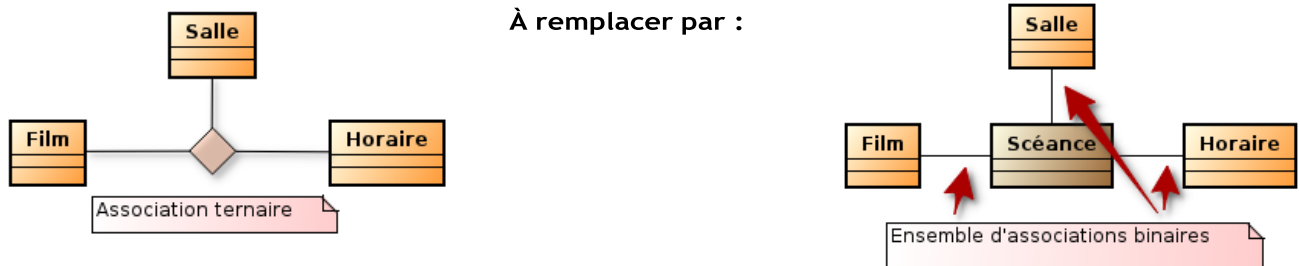 Salle
Film
Horaire
Association ternaire
À remplacer par :
Salle
Film
Scéance
Horaire
Ensemble d'associations binaires